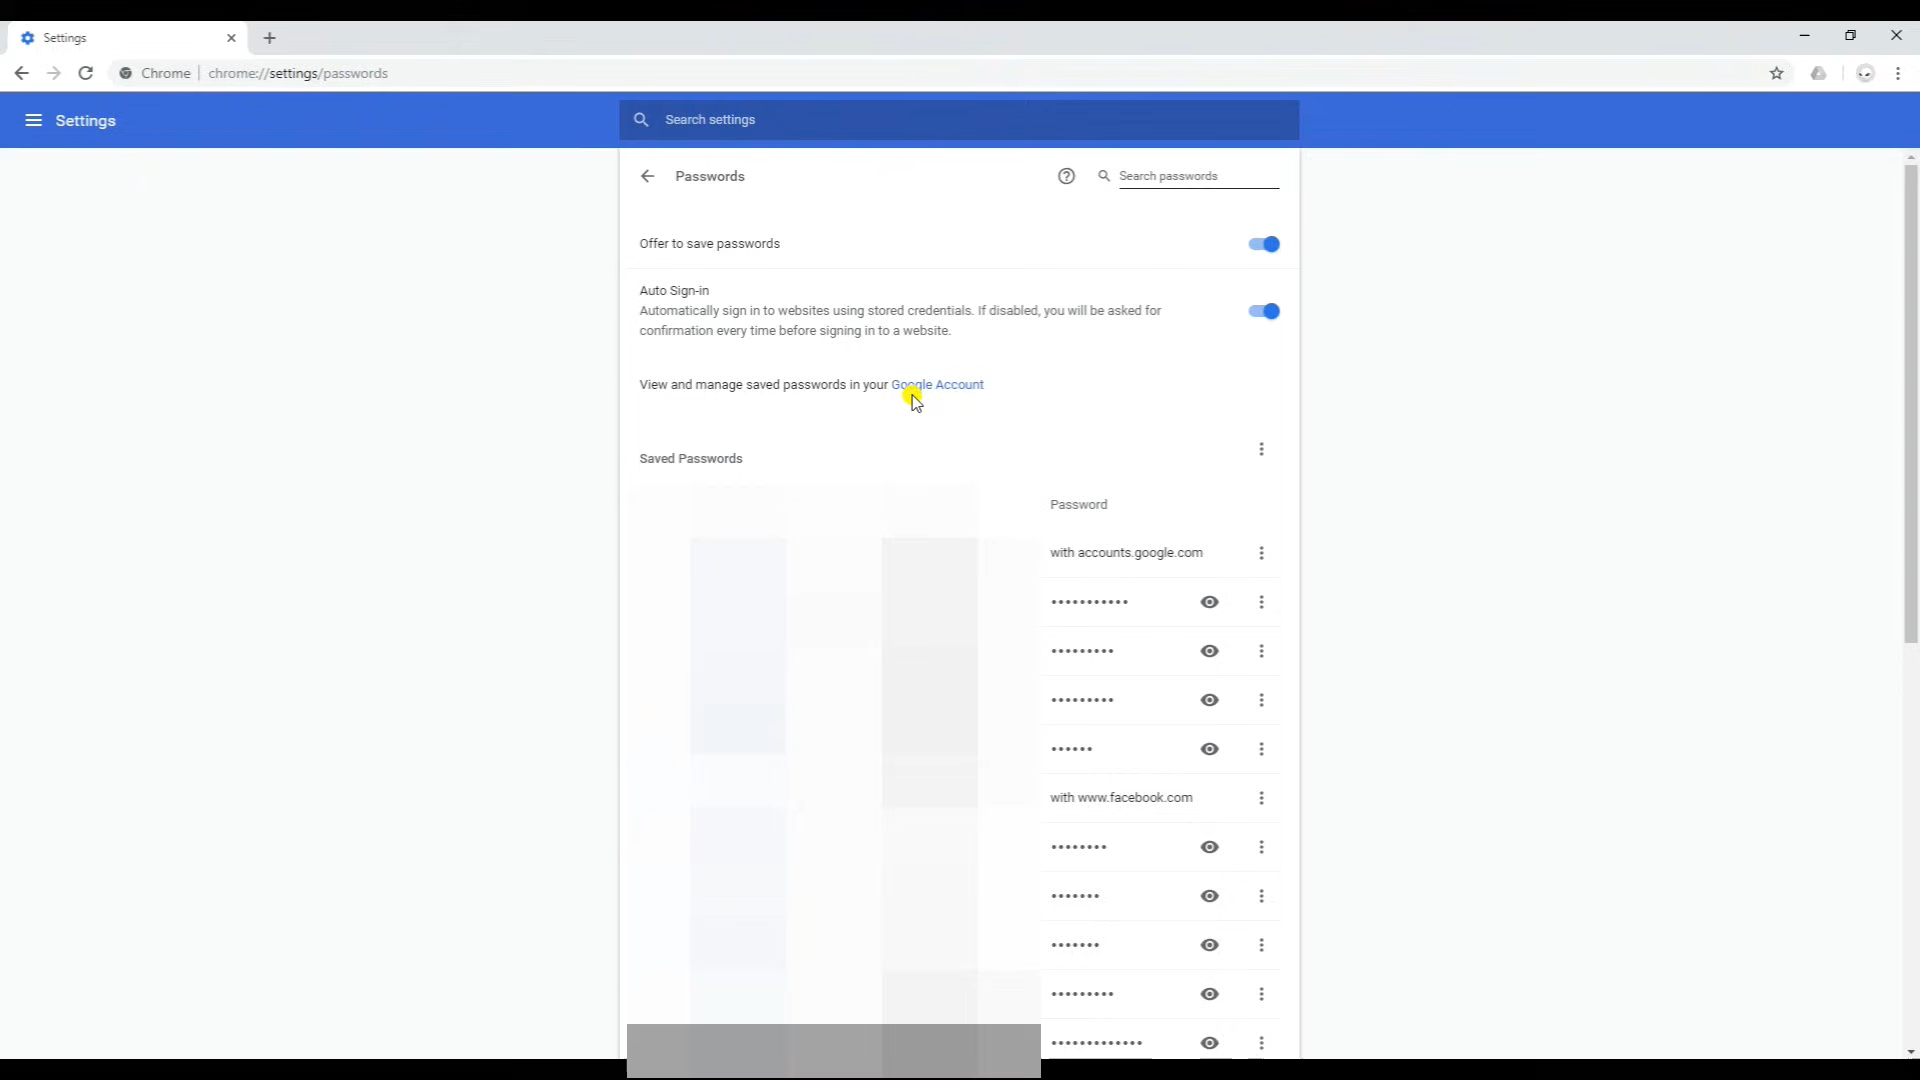 Settings
Chrome chrome://settings/passwords
Settings
Search settings
Passwords
Search passwords
Offer to save passwords
Auto Sign-in
Automatically sign in to websites using stored credentials. If disabled, you will be asked for
confirmation every time before signing in to a website.
View and manage saved passwords in your Google Account
Saved Passwords
Password
with accounts.google.com
•••••••••••
•••••••••
•••••••••
••••••
with www.facebook.com
••••••••
•••••••
•••••••
•••••••••
•••••••••••••